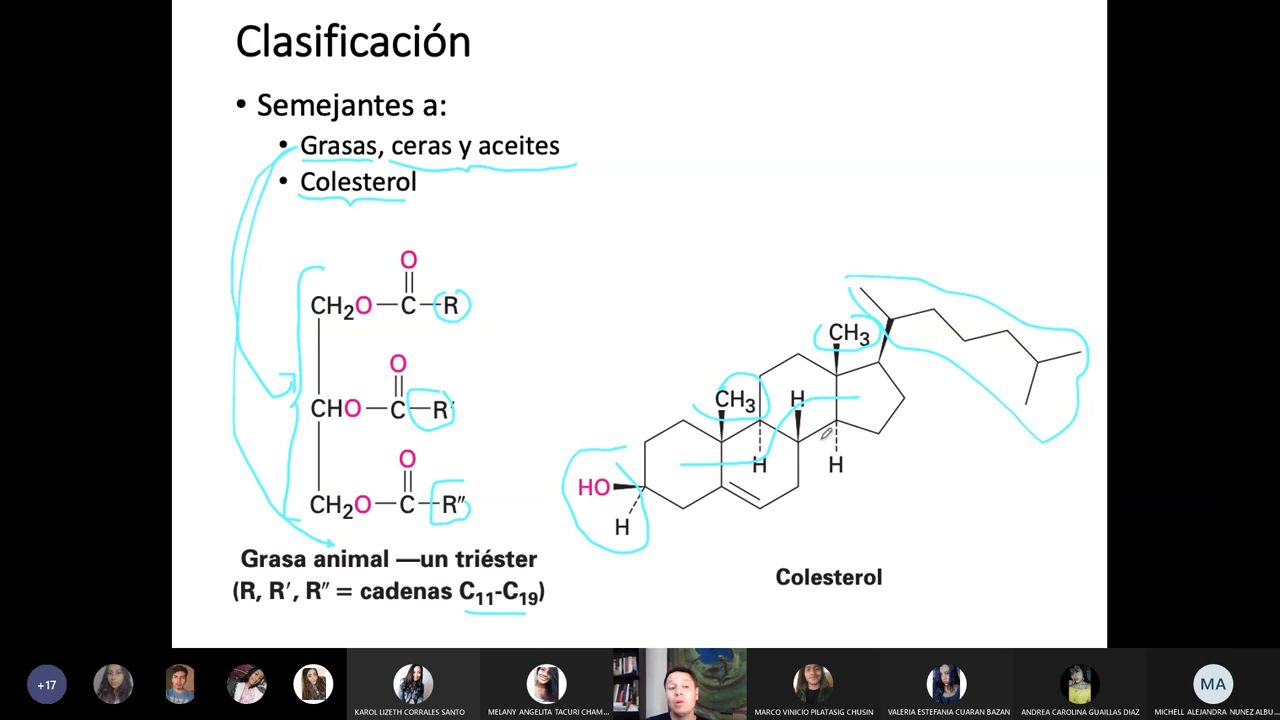 Clasificación
• Semejantes a:
• Grasas, ceras y aceites
• Colesterol
O
CH₂O—C—R
O
CHO—C—R′
O
CH₂O—C—R″
Grasa animal —un triéster
(R, R′, R″ = cadenas C₁₁-C₁₉)
CH₃
CH₃
H
H
H
HO
H
Colesterol
+17
KAROL LIZETH CORRALES SANTO
MELANY ANGELITA TACURI CHAM...
MARCO VINICIO PILATASIG CHUSIN
VALERIA ESTEFANIA CUARAN BAZAN
ANDREA CAROLINA GUAILLAS DIAZ
MA
MICHELL ALEJANDRA NUNEZ ALBU...